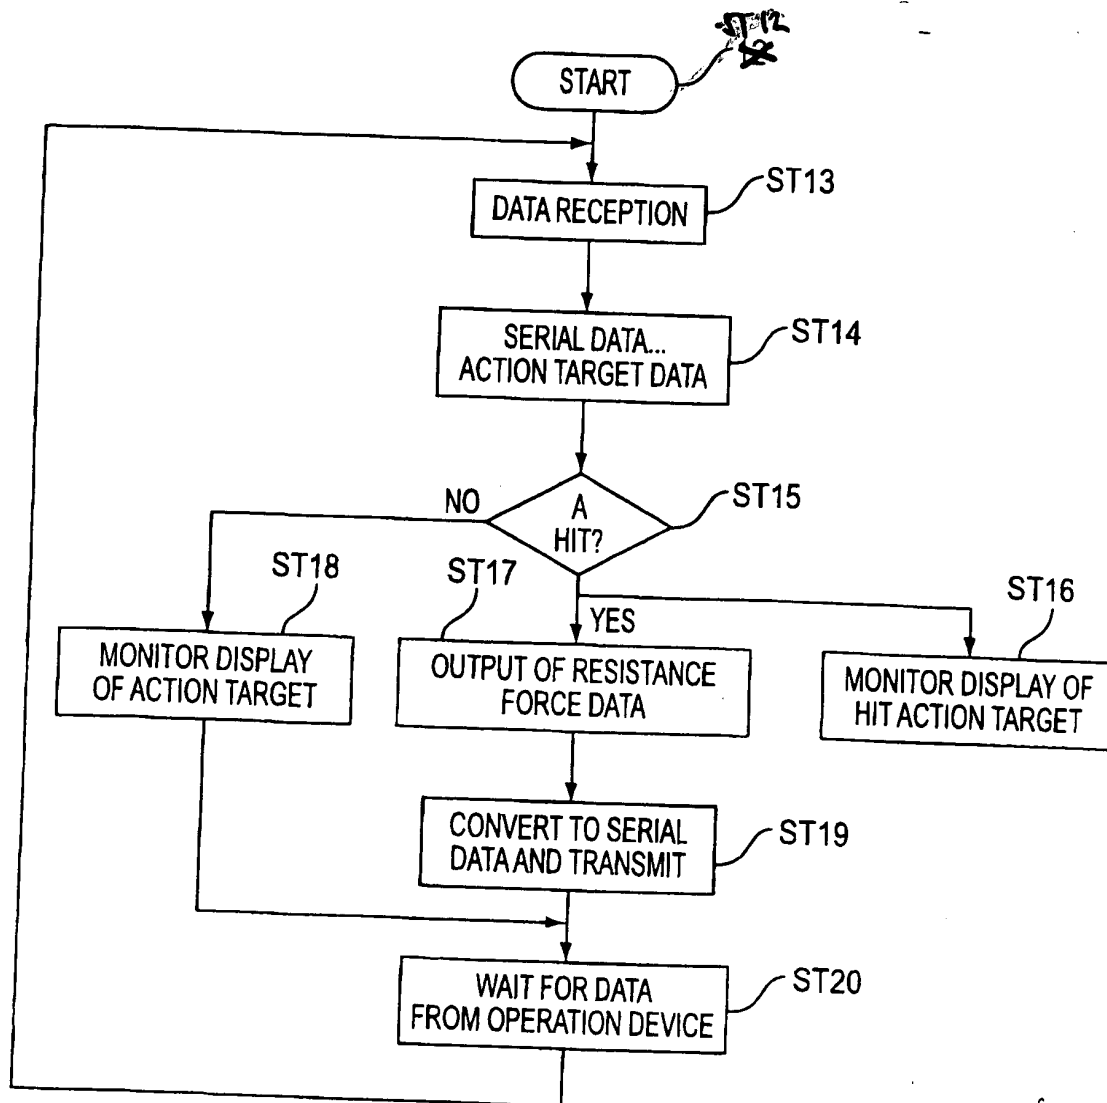 ST12
START
ST13
DATA RECEPTION
ST14
SERIAL DATA...
ACTION TARGET DATA
NO
A
HIT?
ST15
ST18
ST17
ST16
YES
MONITOR DISPLAY
OF ACTION TARGET
OUTPUT OF RESISTANCE
FORCE DATA
MONITOR DISPLAY OF
HIT ACTION TARGET
CONVERT TO SERIAL
DATA AND TRANSMIT
ST19
WAIT FOR DATA
FROM OPERATION DEVICE
ST20